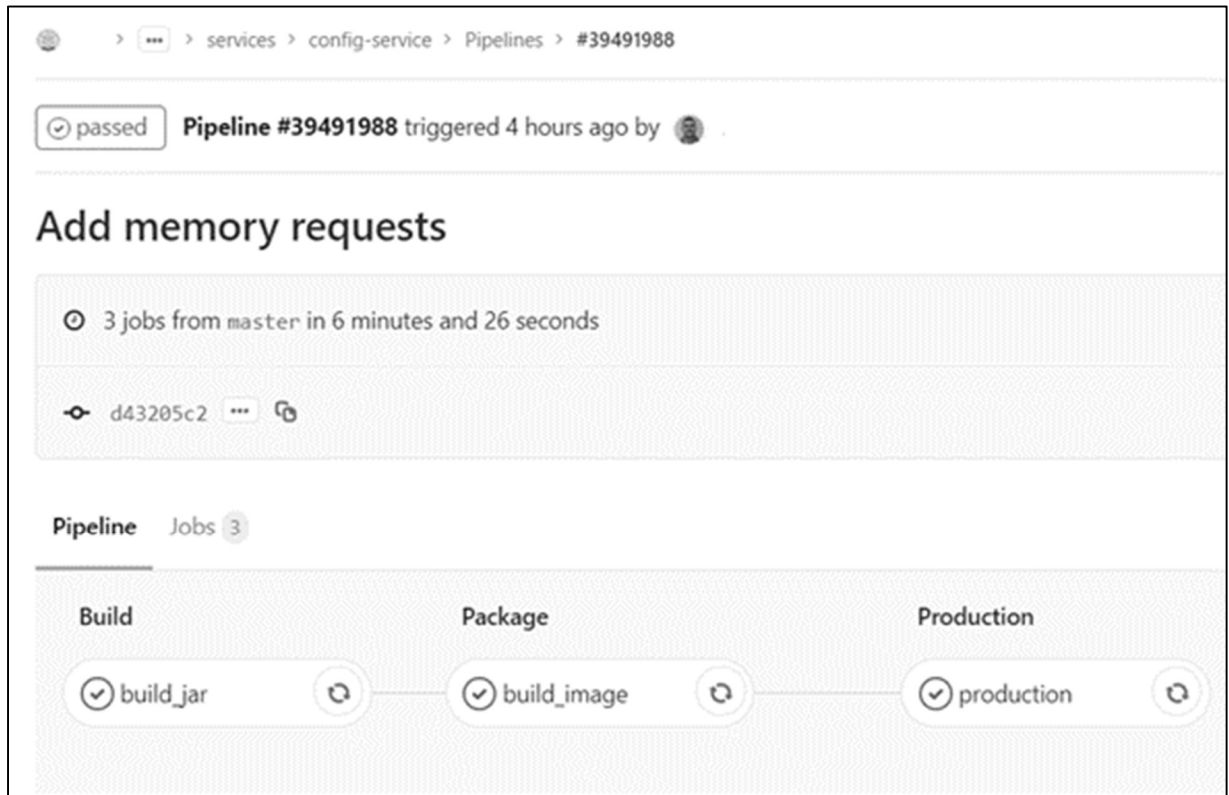 > ... > services > config-service > Pipelines > #39491988
passed Pipeline #39491988 triggered 4 hours ago by
Add memory requests
3 jobs from master in 6 minutes and 26 seconds
d43205c2 ...
Pipeline Jobs 3
Build Package Production
build_jar build_image production